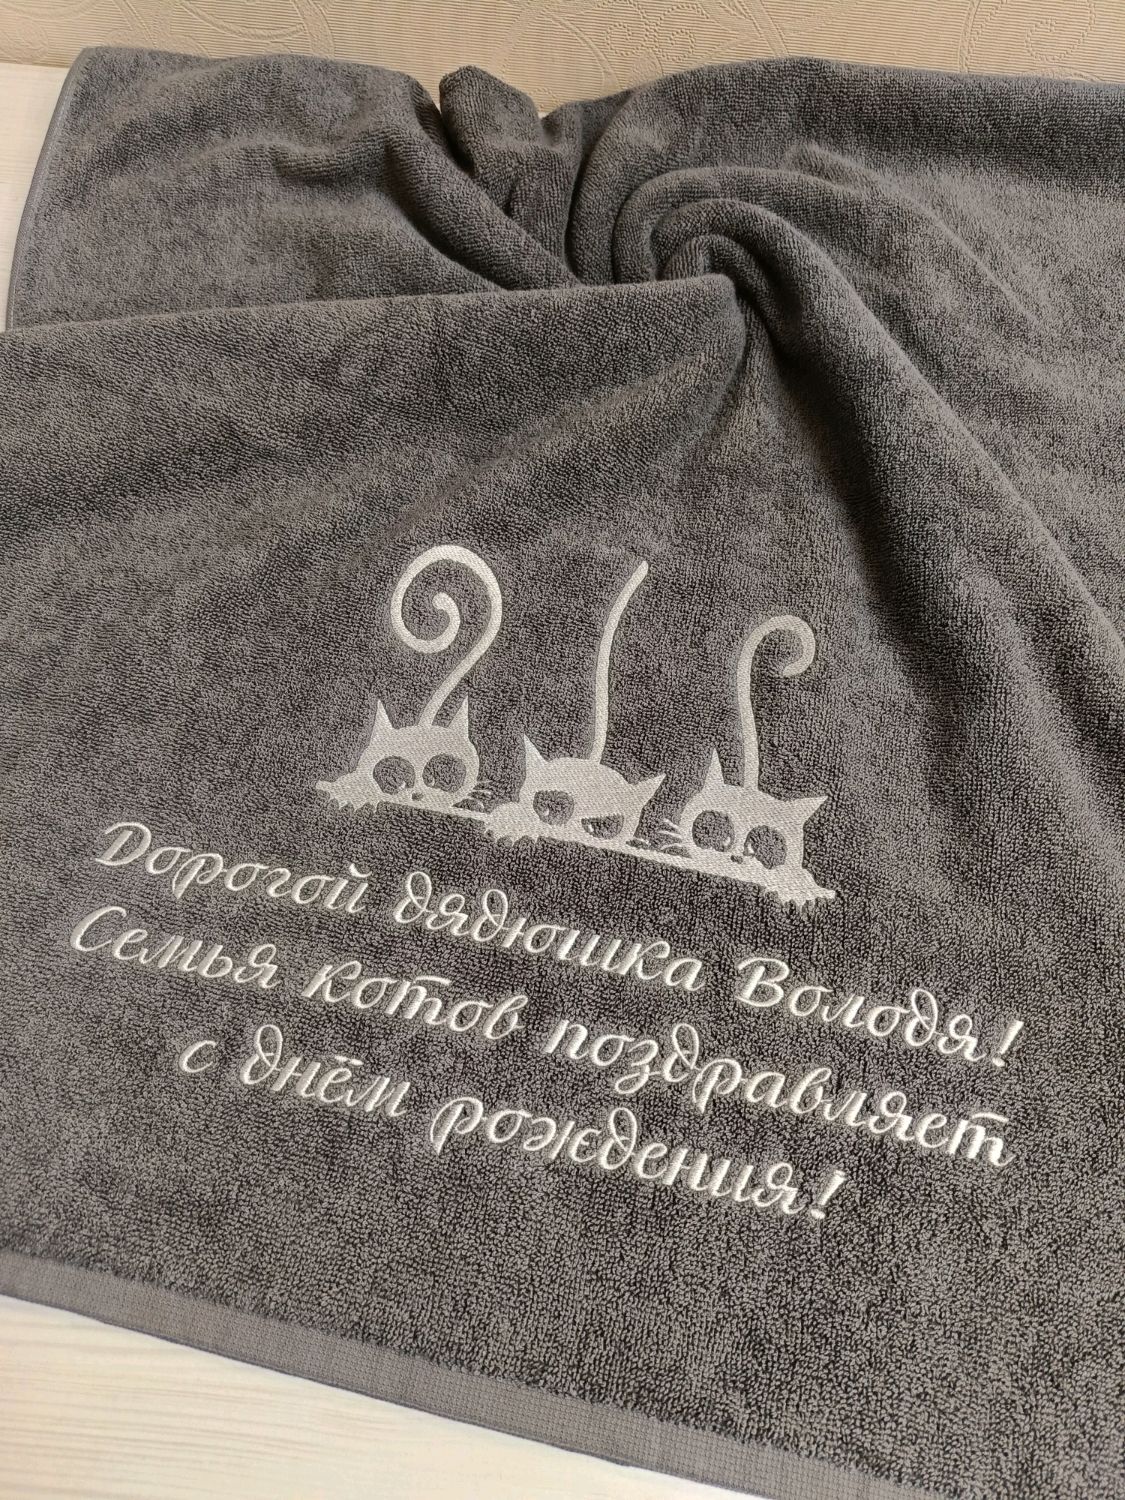 Дорогой дядюшка Володя!
Семья котов поздравляет
с днём рождения!